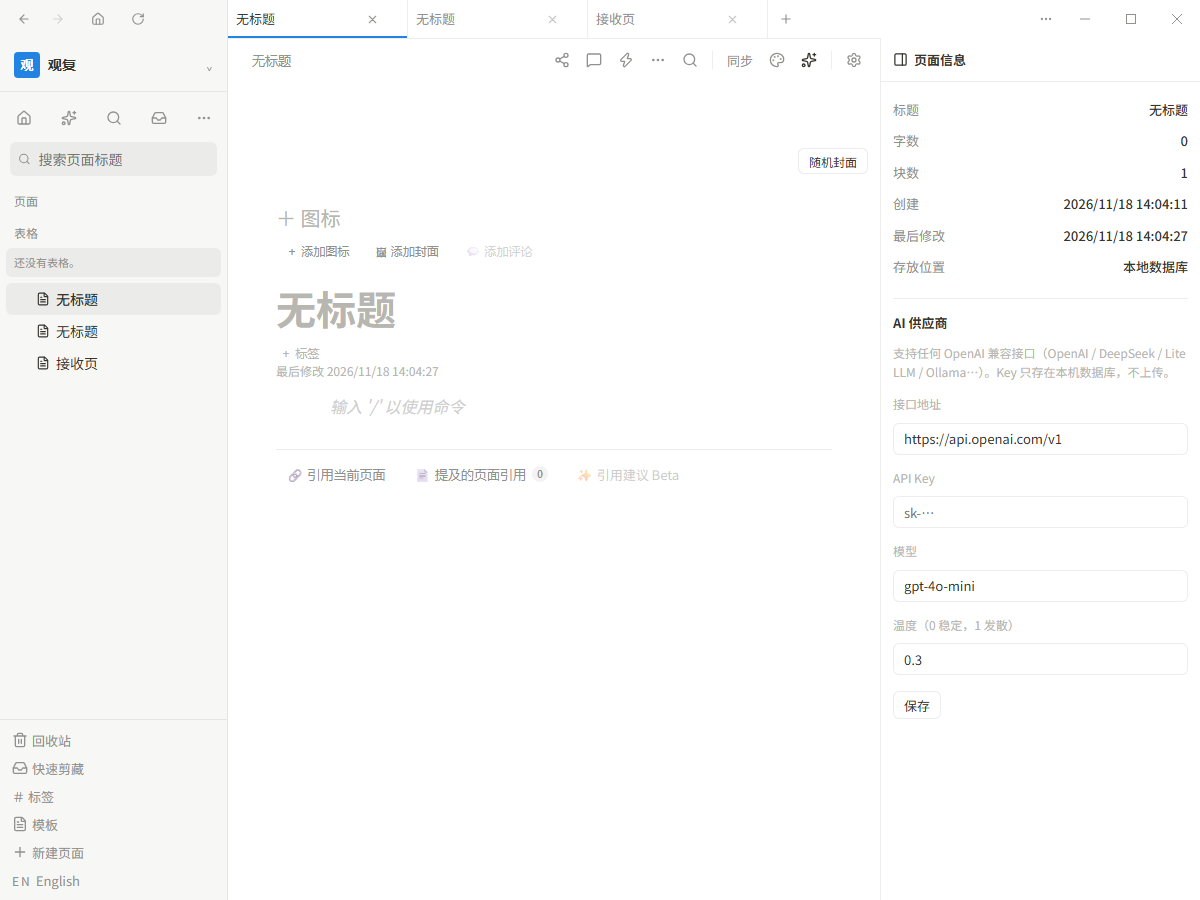 无标题
无标题
接收页
观 观复
搜索页面标题
页面
表格
还没有表格。
无标题
无标题
接收页
回收站
快速剪藏
# 标签
模板
新建页面
EN English
无标题
同步
随机封面
图标
+ 添加图标
添加封面
添加评论
无标题
+ 标签
最后修改 2026/11/18 14:04:27
输入 '/' 以使用命令
引用当前页面
提及的页面引用 0
引用建议 Beta
页面信息
标题 无标题
字数 0
块数 1
创建 2026/11/18 14:04:11
最后修改 2026/11/18 14:04:27
存放位置 本地数据库
AI 供应商
支持任何 OpenAI 兼容接口（OpenAI / DeepSeek / Lite
LLM / Ollama…）。Key 只存在本机数据库，不上传。
接口地址
https://api.openai.com/v1
API Key
sk-…
模型
gpt-4o-mini
温度（0 稳定，1 发散）
0.3
保存